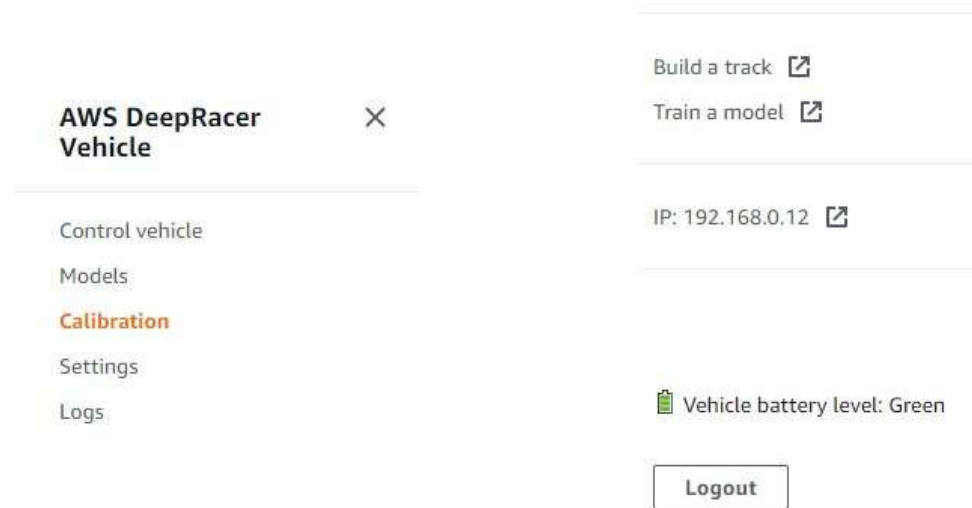 AWS DeepRacer
Vehicle
Control vehicle
Models
Calibration
Settings
Logs
Build a track
Train a model
IP: 192.168.0.12
Vehicle battery level: Green
Logout